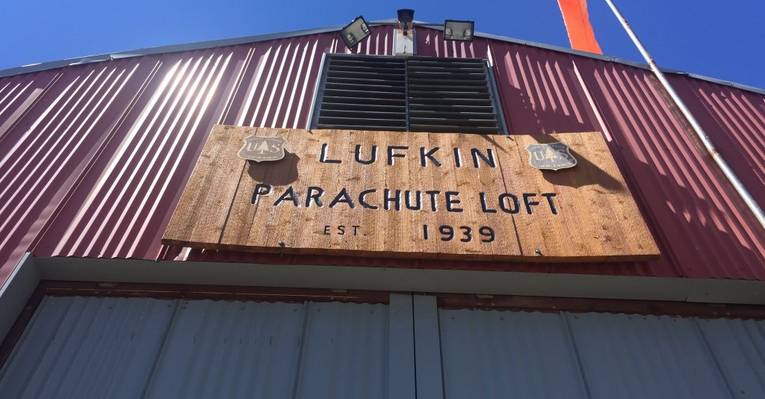 LUFKIN
PARACHUTE LOFT
EST. 1939
U S
U S